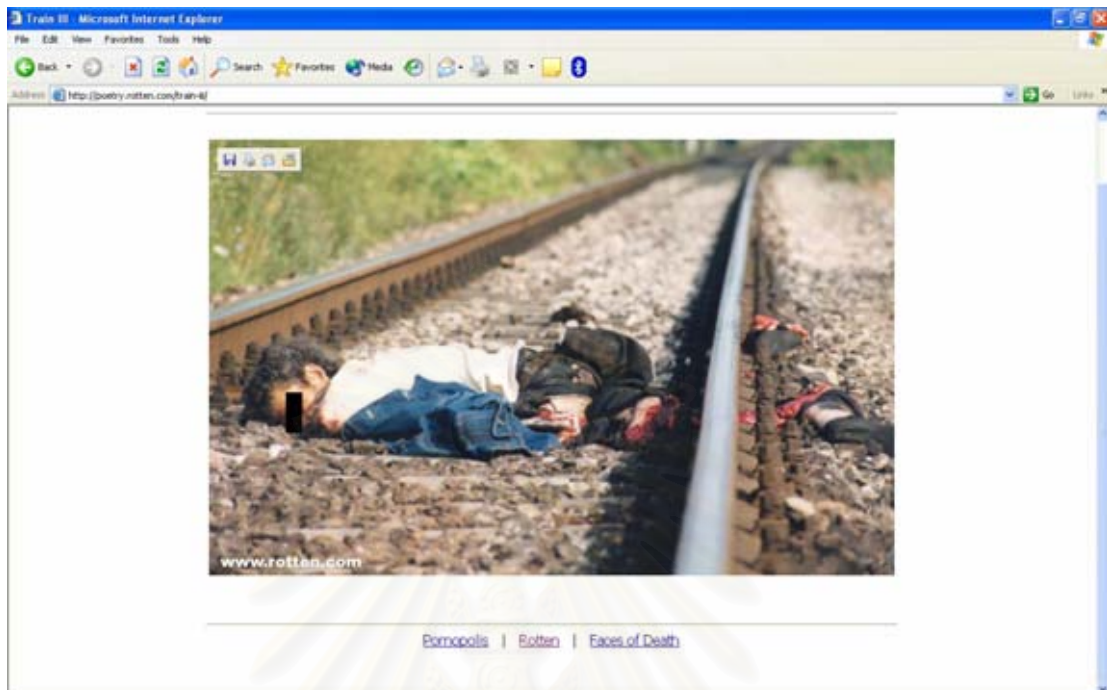 Train III - Microsoft Internet Explorer
File Edit View Favorites Tools Help
Back Search Favorites Media
Address http://poetry.rotten.com/train-iii/ Go Links
www.rotten.com
Pornopolis | Rotten | Faces of Death